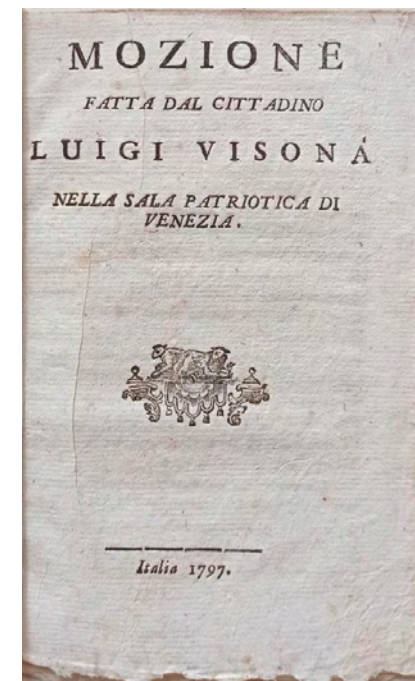 MOZIONE
FATTA DAL CITTADINO
LUIGI VISONÁ
NELLA SALA PATRIOTICA DI
VENEZIA.
Italia 1797.